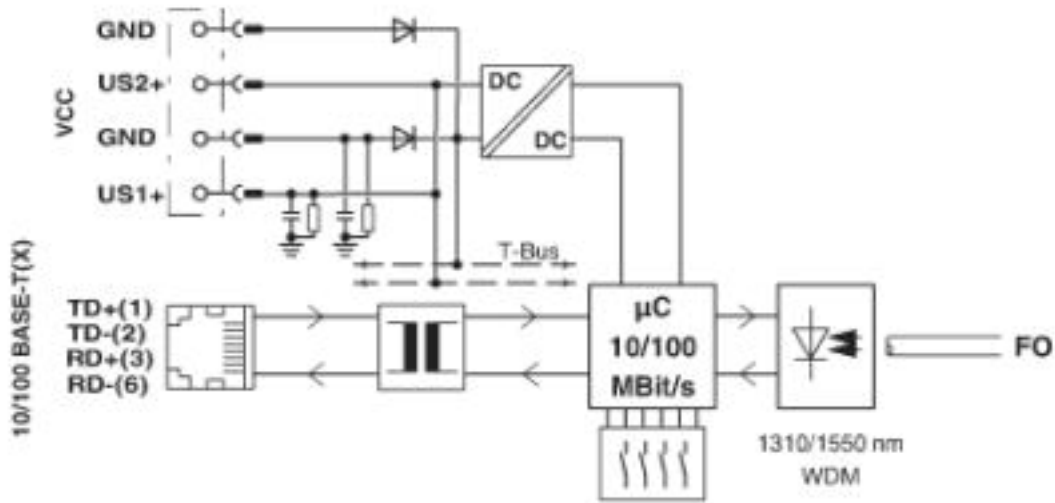 GND
US2+
GND
US1+
VCC
DC
DC
T-Bus
10/100 BASE-T(X)
TD+(1)
TD-(2)
RD+(3)
RD-(6)
µC
10/100
MBit/s
FO
1310/1550 nm
WDM